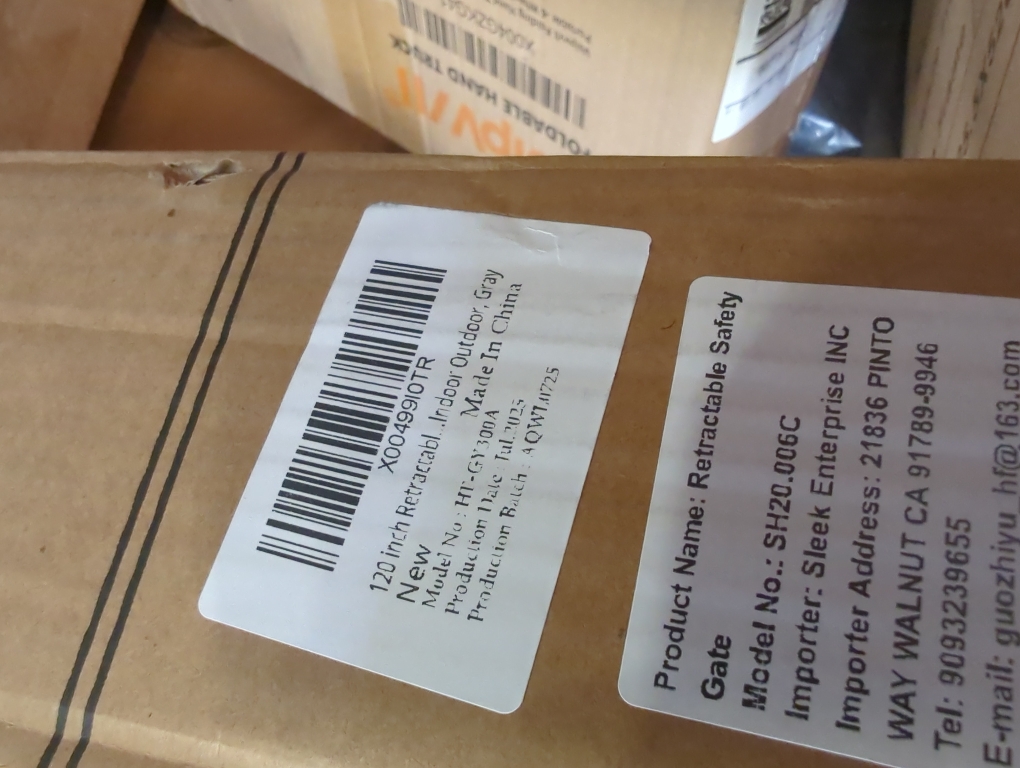 FOLDABLE HAND TRUCK
X00499I0TR
120 inch Retractabl...Indoor Outdoor, Gray
New
Model No.: HT-GY300A Made In China
Production Date: Jul.2025
Production Batch:
Product Name: Retractable Safety
Gate
Model No.: SH20.006C
Importer: Sleek Enterprise INC
Importer Address: 21836 PINTO
WAY WALNUT CA 91789-9946
Tel: 9093239655
E-mail: guozhiyu_hf@163.com